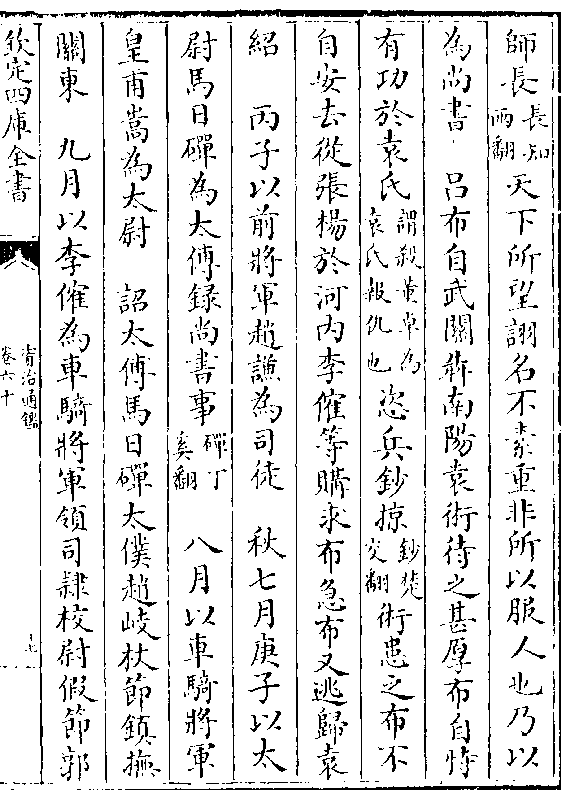 師長長知兩翻天下所望詡名不素重非所以服人也乃以
為尚書 呂布自武關奔南陽袁術待之甚厚布自恃
有功於袁氏謂殺董卓為袁氏報仇也恣兵鈔掠鈔楚交翻術患之布不
自安去從張楊於河内李傕等購求布急布又逃歸袁
紹 丙子以前將軍趙謙為司徒 秋七月庚子以太
尉馬日磾為太傅録尚書事磾丁奚翻 八月以車騎將軍
皇甫嵩為太尉 詔太傅馬日磾太僕趙岐杖節鎮撫
關東 九月以李傕為車騎將軍領司隷校尉假節郭
欽定四庫全書
資治通鑑
卷六十